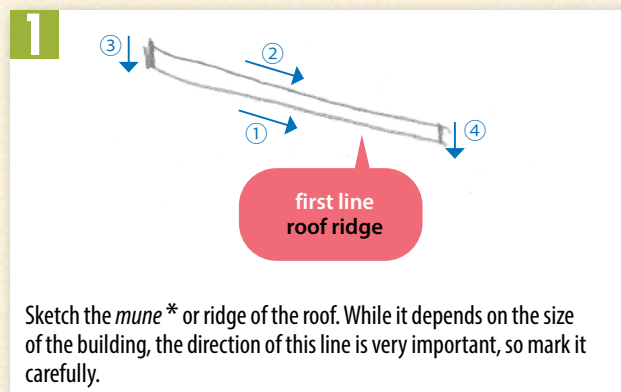 1
③
②
①
④
first line
roof ridge
Sketch the mune * or ridge of the roof. While it depends on the size
of the building, the direction of this line is very important, so mark it
carefully.